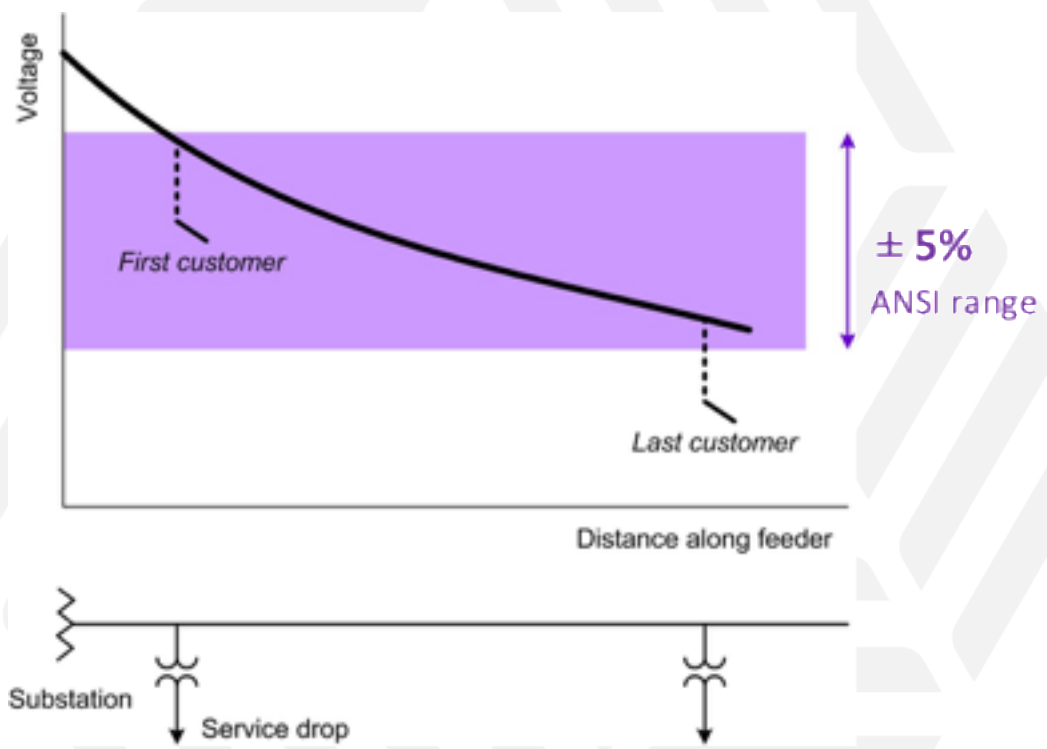 Voltage
First customer
± 5%
ANSI range
Last customer
Distance along feeder
Substation
Service drop